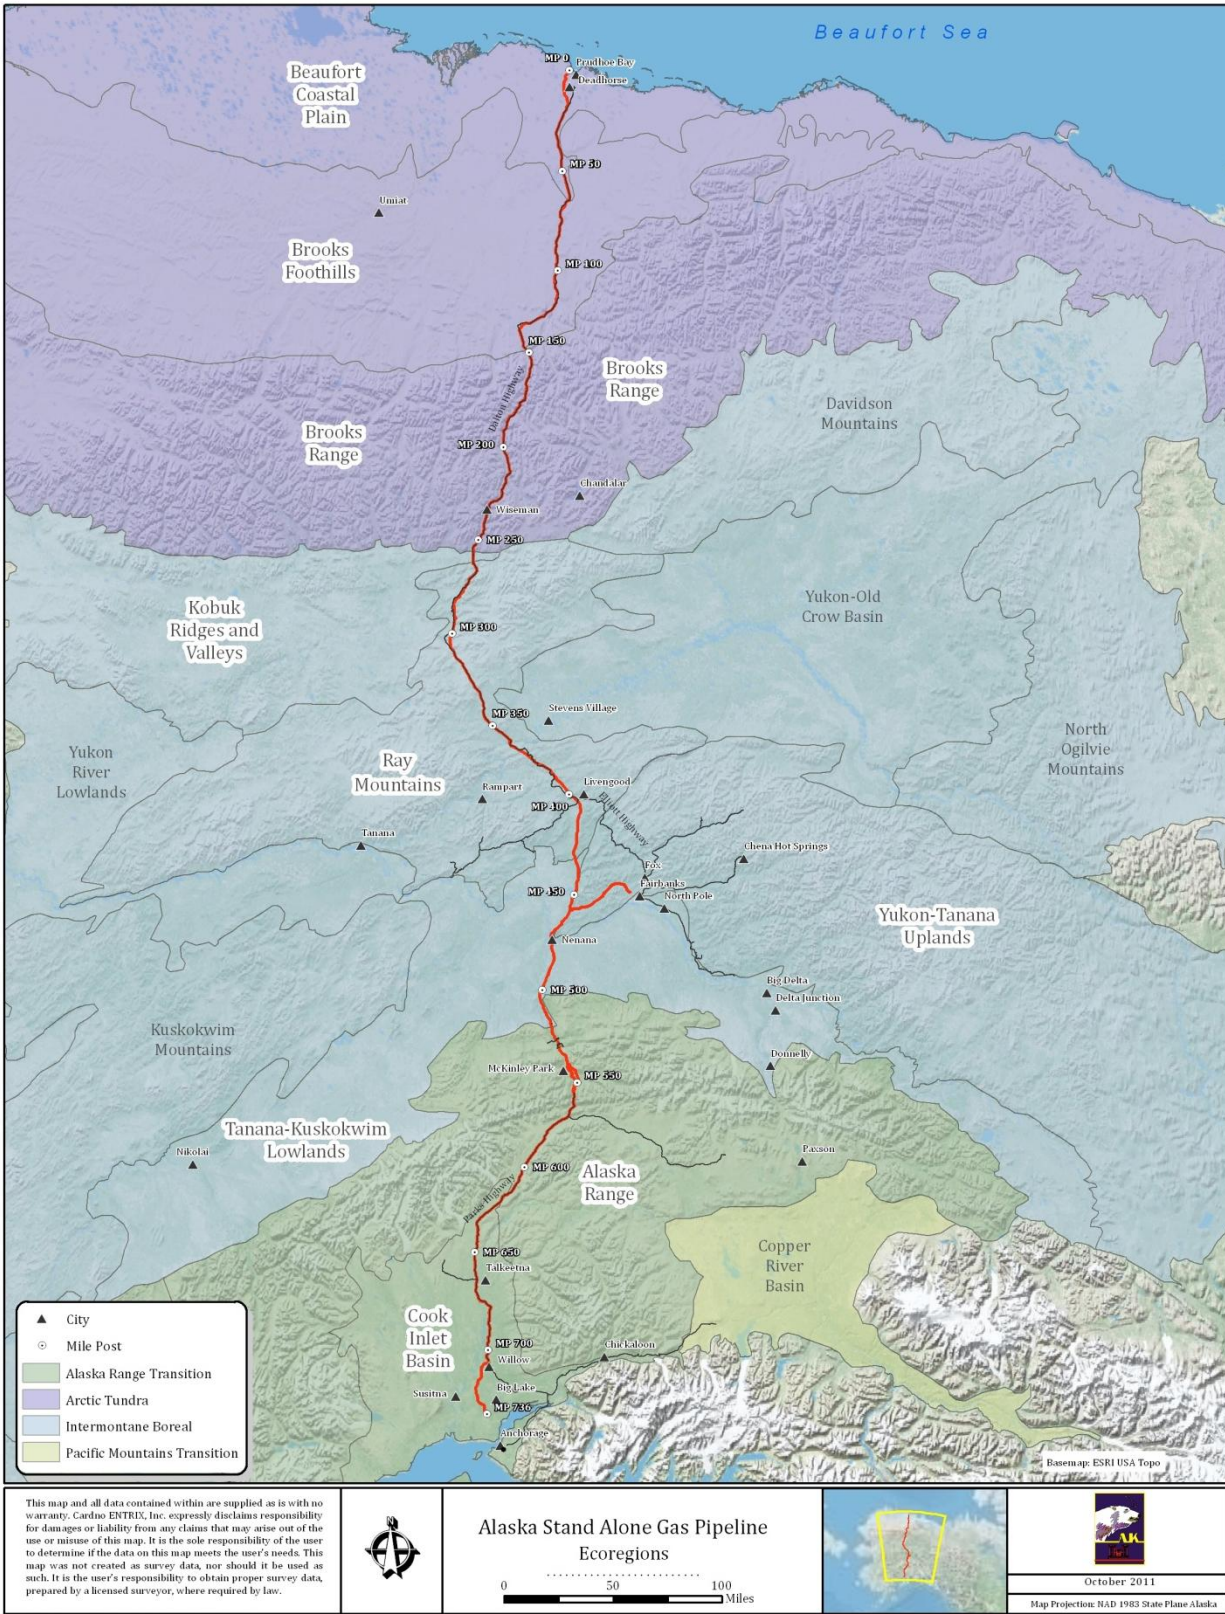 Beaufort Sea
MP 0
Prudhoe Bay
Deadhorse
Beaufort
Coastal
Plain
MP 50
Umiat
Brooks
Foothills
MP 100
MP 150
Brooks
Range
Dalton Highway
Davidson
Mountains
Brooks
Range
MP 200
Chandalar
Wiseman
MP 250
Kobuk
Ridges and
Valleys
Yukon-Old
Crow Basin
MP 300
Stevens Village
MP 350
North
Ogilvie
Mountains
Yukon
River
Lowlands
Ray
Mountains
Rampart
Livengood
MP 400
Elliott Highway
Tanana
Chena Hot Springs
Fox
Fairbanks
MP 450
North Pole
Yukon-Tanana
Uplands
Nenana
Big Delta
MP 500
Delta Junction
Kuskokwim
Mountains
Donnelly
McKinley Park
MP 550
Tanana-Kuskokwim
Lowlands
Nikolai
Paxson
MP 600
Alaska
Range
Parks Highway
MP 650
Copper
River
Basin
Talkeetna
Cook
Inlet
Basin
MP 700
Chickaloon
Willow
Susitna
Big Lake
MP 736
Anchorage
City
Mile Post
Alaska Range Transition
Arctic Tundra
Intermontane Boreal
Pacific Mountains Transition
Basemap: ESRI USA Topo
This map and all data contained within are supplied as is with no
warranty. Cardno ENTRIX, Inc. expressly disclaims responsibility
for damages or liability from any claims that may arise out of the
use or misuse of this map. It is the sole responsibility of the user
to determine if the data on this map meets the user's needs. This
map was not created as survey data, nor should it be used as
such. It is the user's responsibility to obtain proper survey data,
prepared by a licensed surveyor, where required by law.
N
Alaska Stand Alone Gas Pipeline
Ecoregions
0 50 100
Miles
AK
October 2011
Map Projection: NAD 1983 State Plane Alaska